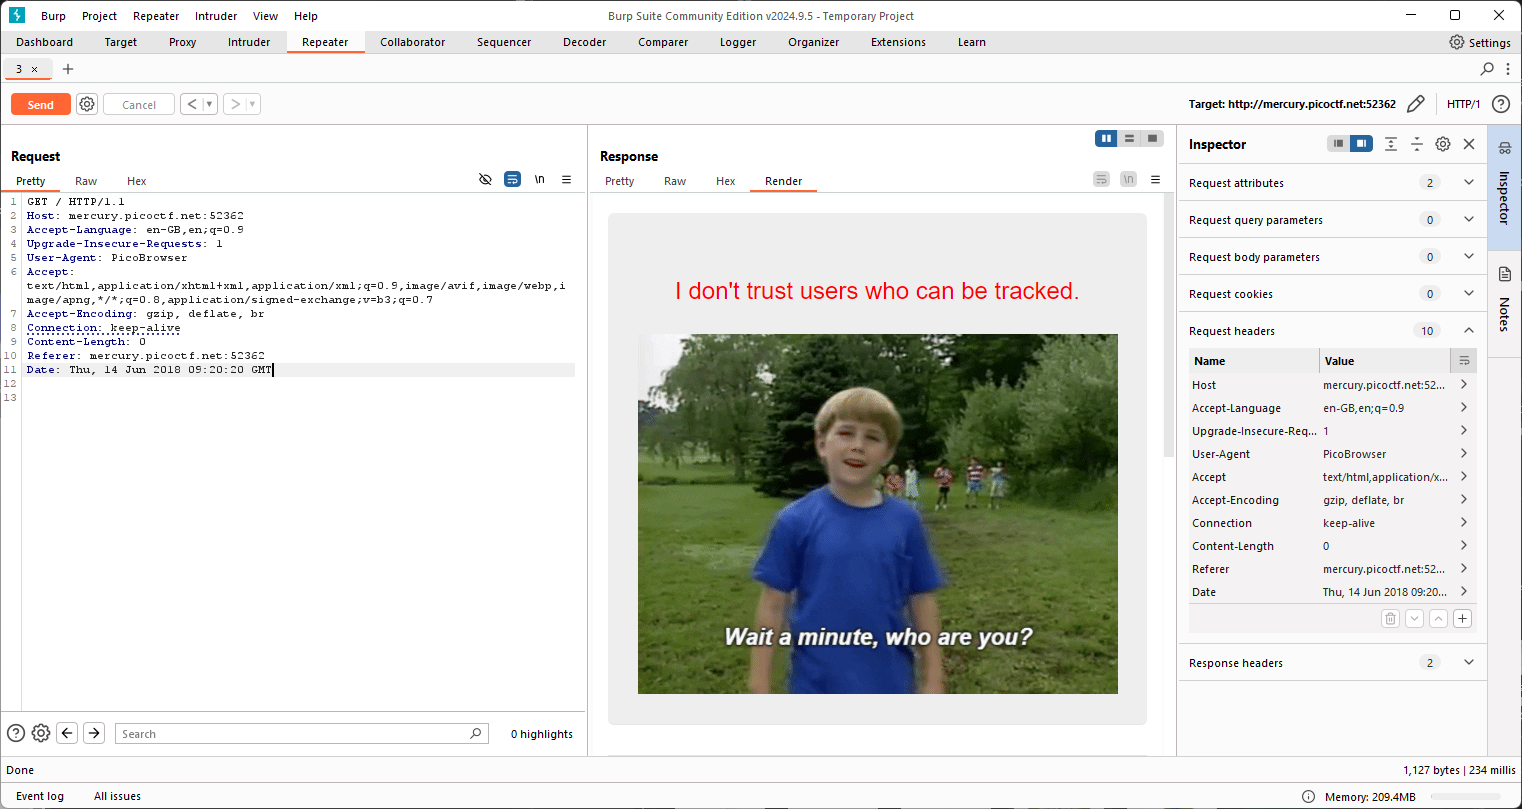 Burp Project Repeater Intruder View Help Burp Suite Community Edition v2024.9.5 - Temporary Project
Dashboard Target Proxy Intruder Repeater Collaborator Sequencer Decoder Comparer Logger Organizer Extensions Learn Settings
3 × +
Send Cancel < > Target: http://mercury.picoctf.net:52362 HTTP/1 ?
Request
Pretty Raw Hex \n
1 GET / HTTP/1.1
2 Host: mercury.picoctf.net:52362
3 Accept-Language: en-GB,en;q=0.9
4 Upgrade-Insecure-Requests: 1
5 User-Agent: PicoBrowser
6 Accept:
text/html,application/xhtml+xml,application/xml;q=0.9,image/avif,image/webp,i
mage/apng,*/*;q=0.8,application/signed-exchange;v=b3;q=0.7
7 Accept-Encoding: gzip, deflate, br
8 Connection: keep-alive
9 Content-Length: 0
10 Referer: mercury.picoctf.net:52362
11 Date: Thu, 14 Jun 2018 09:20:20 GMT
12
13
? Search 0 highlights
Response
Pretty Raw Hex Render \n
I don't trust users who can be tracked.
Wait a minute, who are you?
Inspector
Request attributes 2
Request query parameters 0
Request body parameters 0
Request cookies 0
Request headers 10
Name Value
Host mercury.picoctf.net:52...
Accept-Language en-GB,en;q=0.9
Upgrade-Insecure-Req... 1
User-Agent PicoBrowser
Accept text/html,application/x...
Accept-Encoding gzip, deflate, br
Connection keep-alive
Content-Length 0
Referer mercury.picoctf.net:52...
Date Thu, 14 Jun 2018 09:20...
Response headers 2
Inspector
Notes
Done 1,127 bytes | 234 millis
Event log All issues Memory: 209.4MB